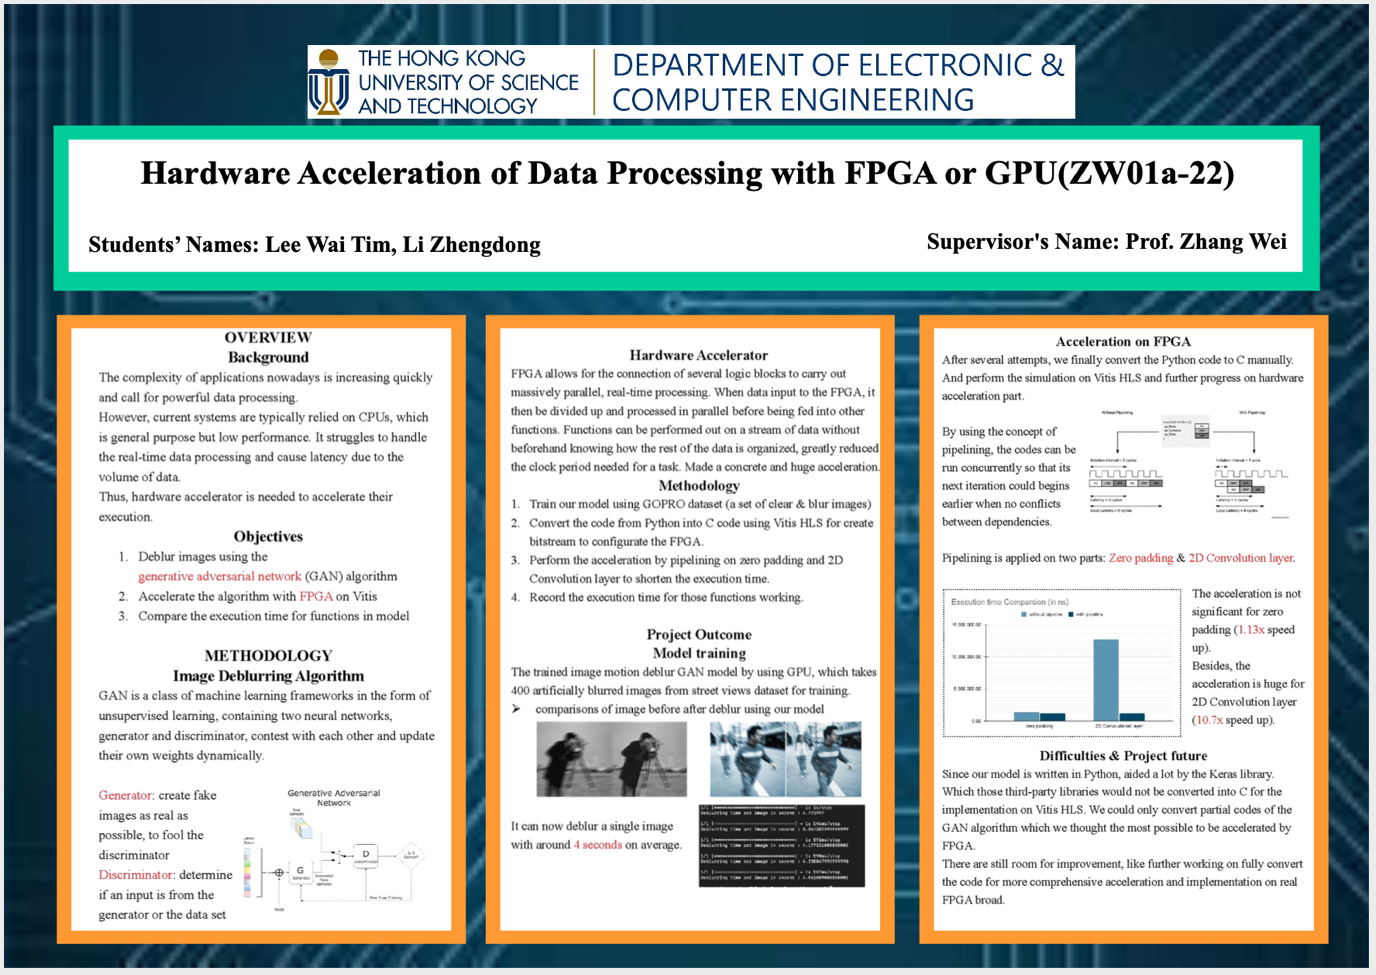 THE HONG KONG
UNIVERSITY OF SCIENCE
AND TECHNOLOGY
DEPARTMENT OF ELECTRONIC &
COMPUTER ENGINEERING
Hardware Acceleration of Data Processing with FPGA or GPU(ZW01a-22)
Students’ Names: Lee Wai Tim, Li Zhengdong
Supervisor's Name: Prof. Zhang Wei
OVERVIEW
Background
The complexity of applications nowadays is increasing quickly
and call for powerful data processing.
However, current systems are typically relied on CPUs, which
is general purpose but low performance. It struggles to handle
the real-time data processing and cause latency due to the
volume of data.
Thus, hardware accelerator is needed to accelerate their
execution.
Objectives
1. Deblur images using the
generative adversarial network (GAN) algorithm
2. Accelerate the algorithm with FPGA on Vitis
3. Compare the execution time for functions in model
METHODOLOGY
Image Deblurring Algorithm
GAN is a class of machine learning frameworks in the form of
unsupervised learning, containing two neural networks,
generator and discriminator, contest with each other and update
their own weights dynamically.
Generator: create fake
images as real as
possible, to fool the
discriminator
Discriminator: determine
if an input is from the
generator or the data set
Generative Adversarial
Network
G
Generator
D
Hardware Accelerator
FPGA allows for the connection of several logic blocks to carry out
massively parallel, real-time processing. When data input to the FPGA, it
then be divided up and processed in parallel before being fed into other
functions. Functions can be performed out on a stream of data without
beforehand knowing how the rest of the data is organized, greatly reduced
the clock period needed for a task. Made a concrete and huge acceleration.
Methodology
1. Train our model using GOPRO dataset (a set of clear & blur images)
2. Convert the code from Python into C code using Vitis HLS for create
bitstream to configurate the FPGA.
3. Perform the acceleration by pipelining on zero padding and 2D
Convolution layer to shorten the execution time.
4. Record the execution time for those functions working.
Project Outcome
Model training
The trained image motion deblur GAN model by using GPU, which takes
400 artificially blurred images from street views dataset for training.
➢ comparisons of image before after deblur using our model
It can now deblur a single image
with around 4 seconds on average.
Acceleration on FPGA
After several attempts, we finally convert the Python code to C manually.
And perform the simulation on Vitis HLS and further progress on hardware
acceleration part.
By using the concept of
pipelining, the codes can be
run concurrently so that its
next iteration could begins
earlier when no conflicts
between dependencies.
Without Pipelining
With Pipelining
Pipelining is applied on two parts: Zero padding & 2D Convolution layer.
Execution time Comparsion (in ns)
without pipeline with pipeline
15,000,000.00
10,000,000.00
5,000,000.00
0.00
zero padding
2D Convolutional layer
The acceleration is not
significant for zero
padding (1.13x speed
up).
Besides, the
acceleration is huge for
2D Convolution layer
(10.7x speed up).
Difficulties & Project future
Since our model is written in Python, aided a lot by the Keras library.
Which those third-party libraries would not be converted into C for the
implementation on Vitis HLS. We could only convert partial codes of the
GAN algorithm which we thought the most possible to be accelerated by
FPGA.
There are still room for improvement, like further working on fully convert
the code for more comprehensive acceleration and implementation on real
FPGA broad.